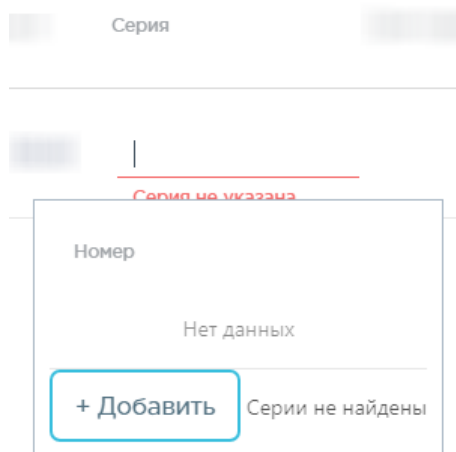 Серия
Серия не указана
Номер
Нет данных
+ Добавить Серии не найдены